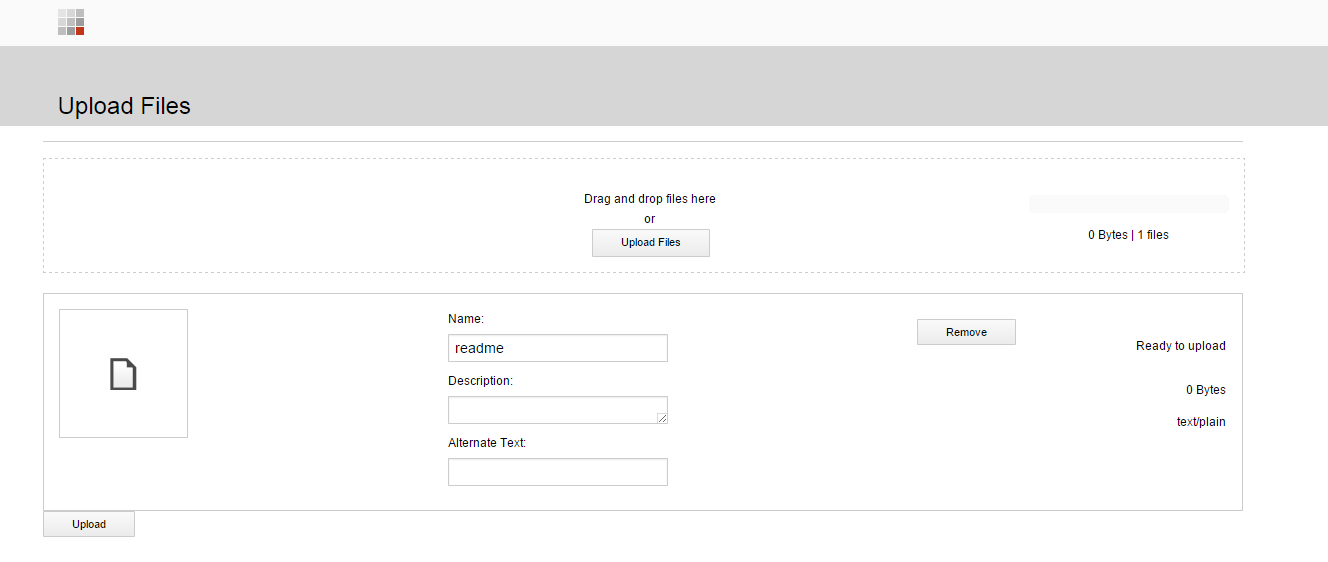 Upload Files
Drag and drop files here
or
Upload Files
0 Bytes | 1 files
Name:
readme
Remove
Ready to upload
Description:
0 Bytes
text/plain
Alternate Text:
Upload